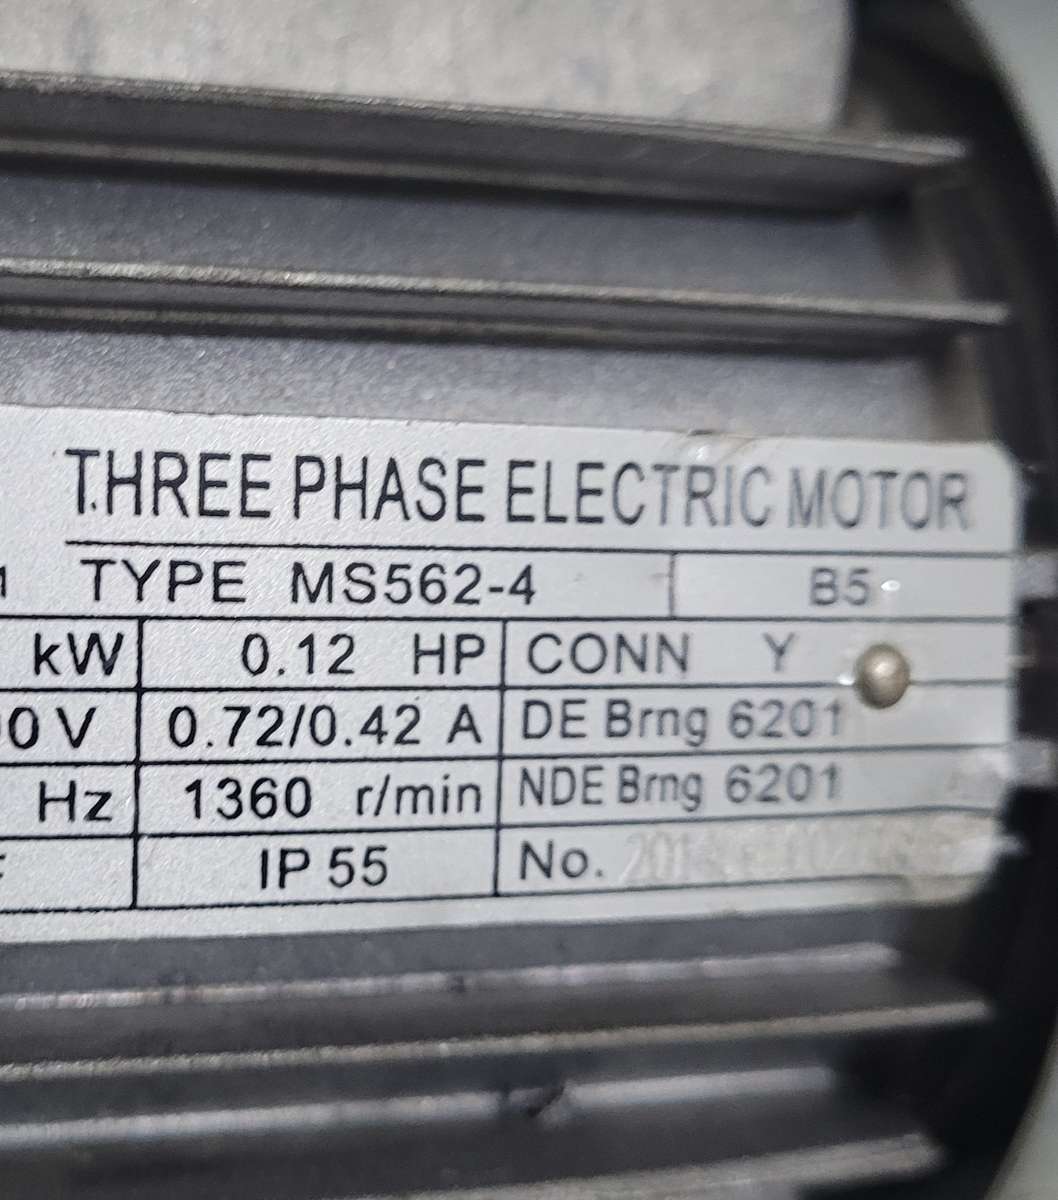 THREE PHASE ELECTRIC MOTOR
TYPE MS562-4 B5
kW 0.12 HP CONN Y
0V 0.72/0.42 A DE Brng 6201
Hz 1360 r/min NDE Brng 6201
IP 55 No.